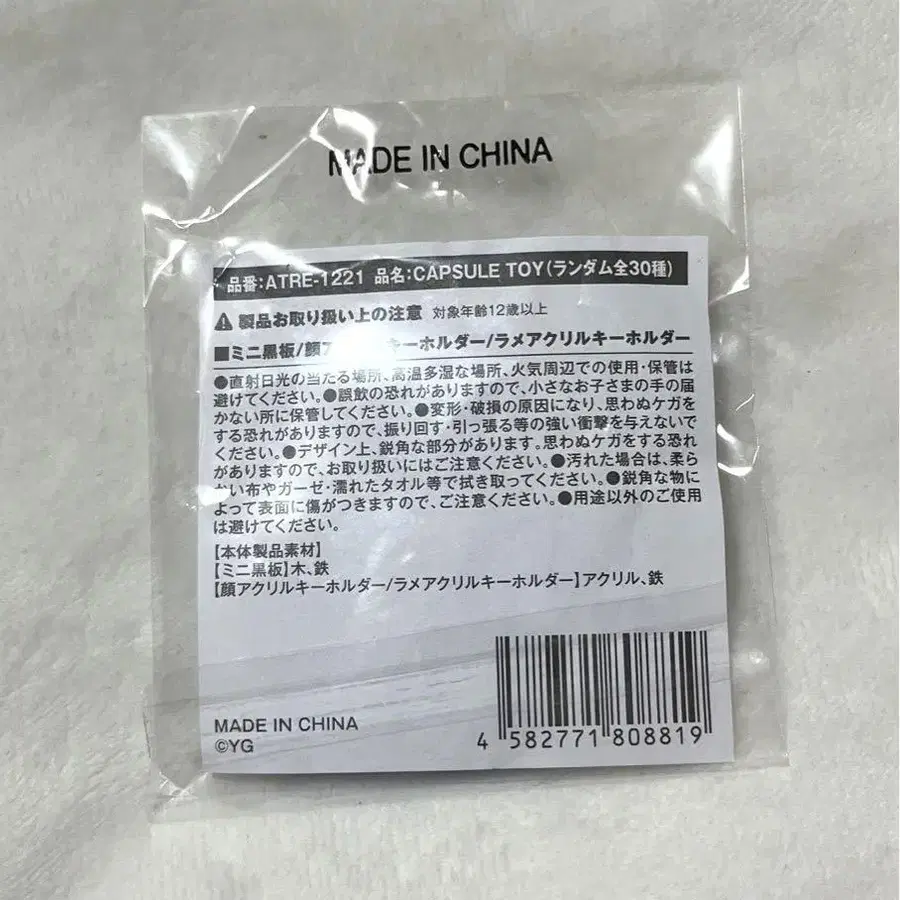 MADE IN CHINA
品番:ATRE-1221 品名:CAPSULE TOY(ランダム全30種)
製品お取り扱い上の注意 対象年齢12歳以上
■ミニ黒板/顔ア キーホルダー/ラメアクリルキーホルダー
●直射日光の当たる場所、高温多湿な場所、火気周辺での使用・保管は
避けてください。●誤飲の恐れがありますので、小さなお子さまの手の届
かない所に保管してください。●変形・破損の原因になり、思わぬケガを
する恐れがありますので、振り回す・引っ張る等の強い衝撃を与えないで
ください。●デザイン上、鋭角な部分があります。思わぬケガをする恐れ
がありますので、お取り扱いにはご注意ください。●汚れた場合は、柔ら
かい布やガーゼ・濡れたタオル等で拭き取ってください。●鋭角な物に
よって表面に傷がつきますので、ご注意ください。●用途以外のご使用
は避けてください。
【本体製品素材】
【ミニ黒板】木、鉄
【顔アクリルキーホルダー/ラメアクリルキーホルダー】アクリル、鉄
MADE IN CHINA
©YG
4 582771 808819